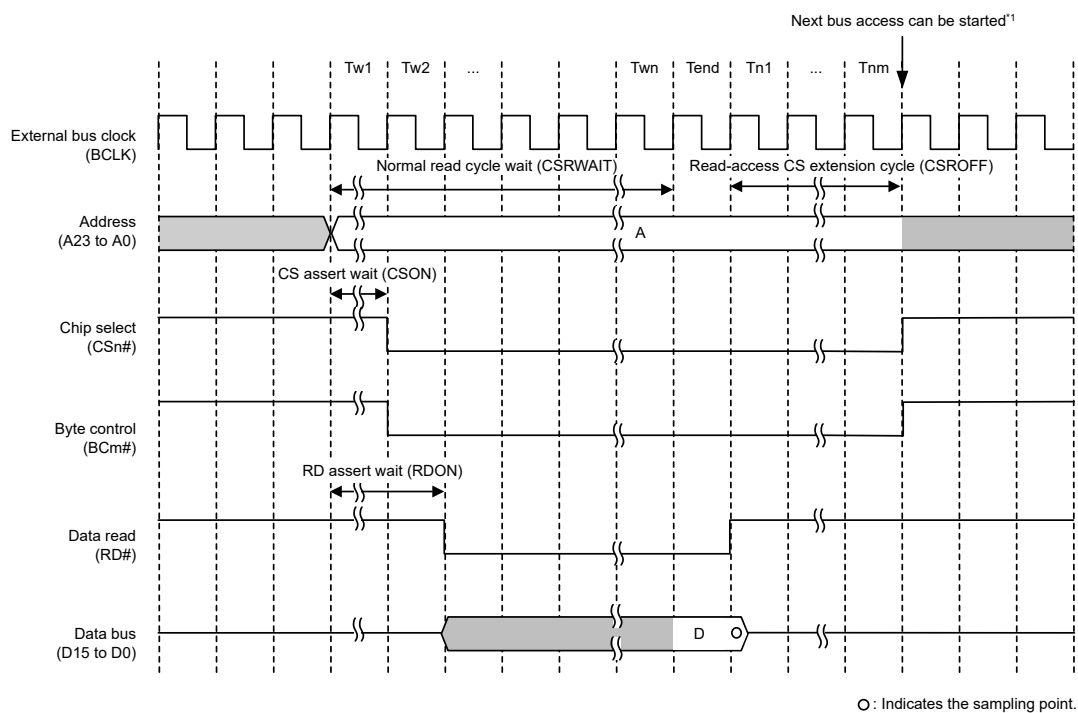 Next bus access can be started*1
Tw1 Tw2 ... Twn Tend Tn1 ... Tnm
External bus clock
(BCLK)
Normal read cycle wait (CSRWAIT) Read-access CS extension cycle (CSROFF)
Address
(A23 to A0)
A
CS assert wait (CSON)
Chip select
(CSn#)
Byte control
(BCm#)
RD assert wait (RDON)
Data read
(RD#)
Data bus
(D15 to D0)
D
: Indicates the sampling point.